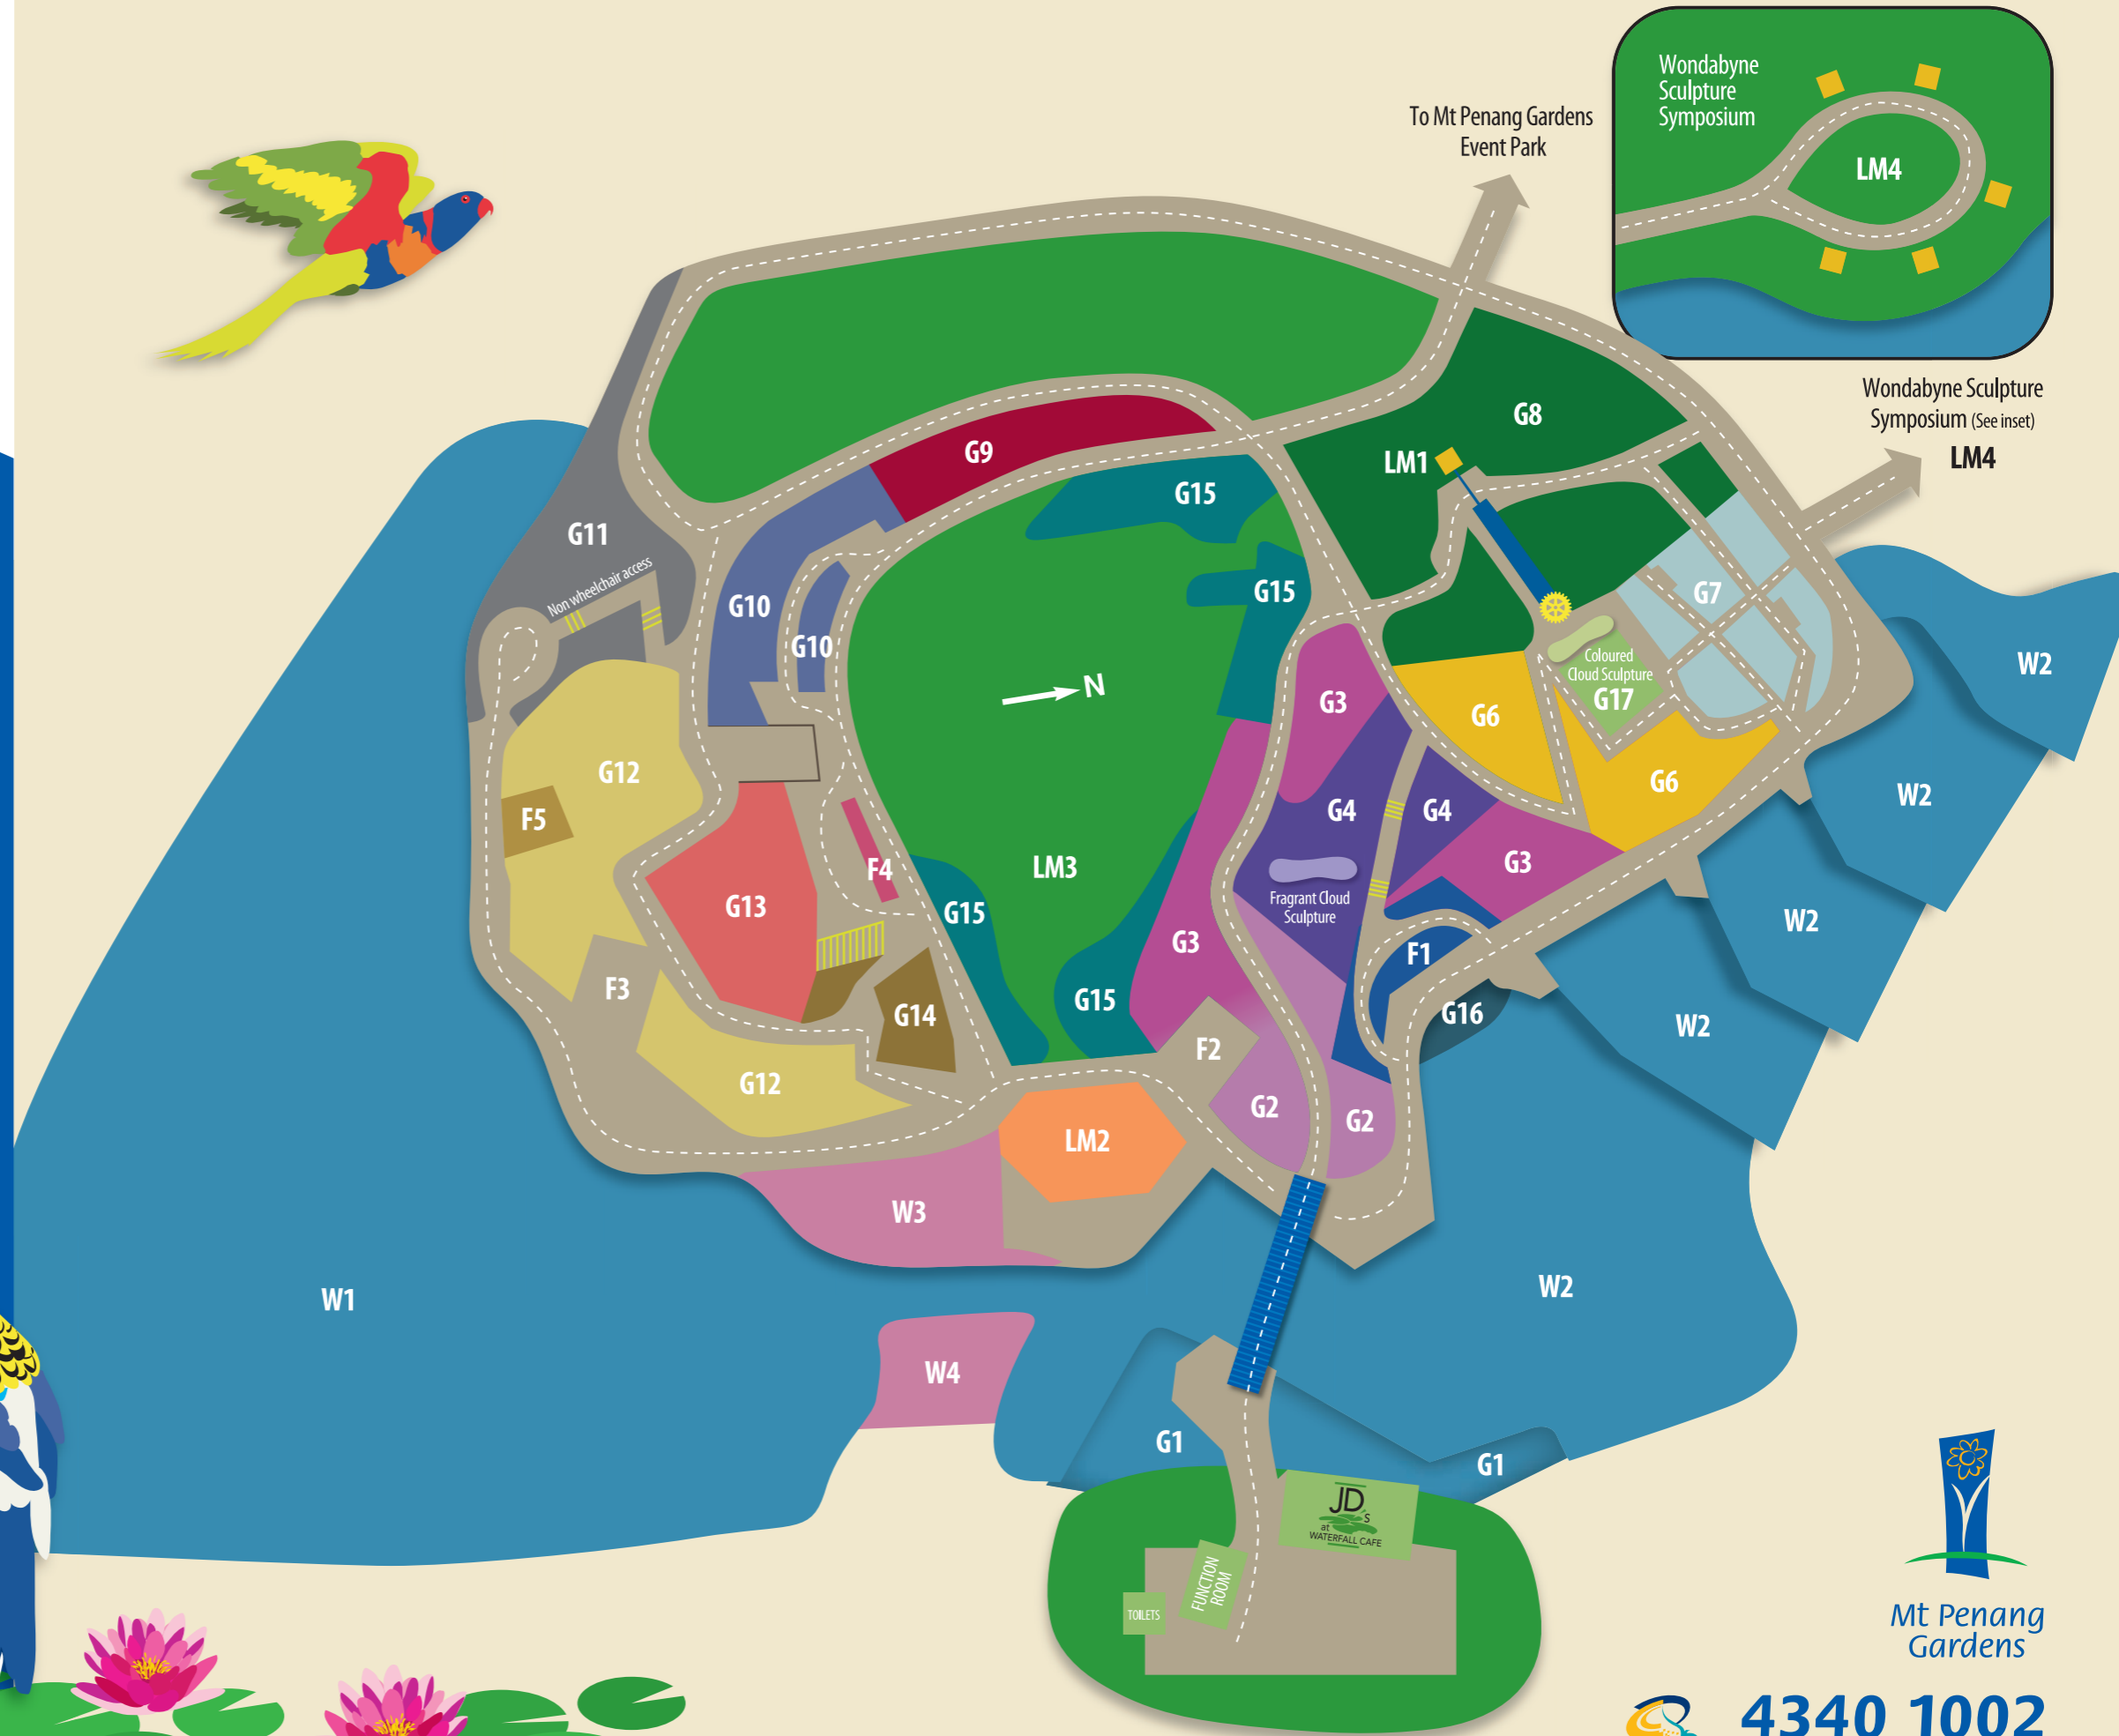 Wondabyne
Sculpture
Symposium
LM4
To Mt Penang Gardens
Event Park
Wondabyne Sculpture
Symposium (See inset)
LM4
G8
LM1
G9
G15
G11
Non wheelchair access
G10
G10
G15
G7
Coloured
Cloud Sculpture
G17
W2
N
G3
G6
G6
G12
F5
G4
G4
W2
F4
LM3
G3
Fragrant Cloud
Sculpture
G13
G15
G3
F1
W2
F3
G14
G15
G16
W2
F2
G12
G2
G2
LM2
W3
W1
W2
W4
G1
G1
JD's
at
WATERFALL CAFE
FUNCTION
ROOM
TOILETS
Mt Penang
Gardens
4340 1002